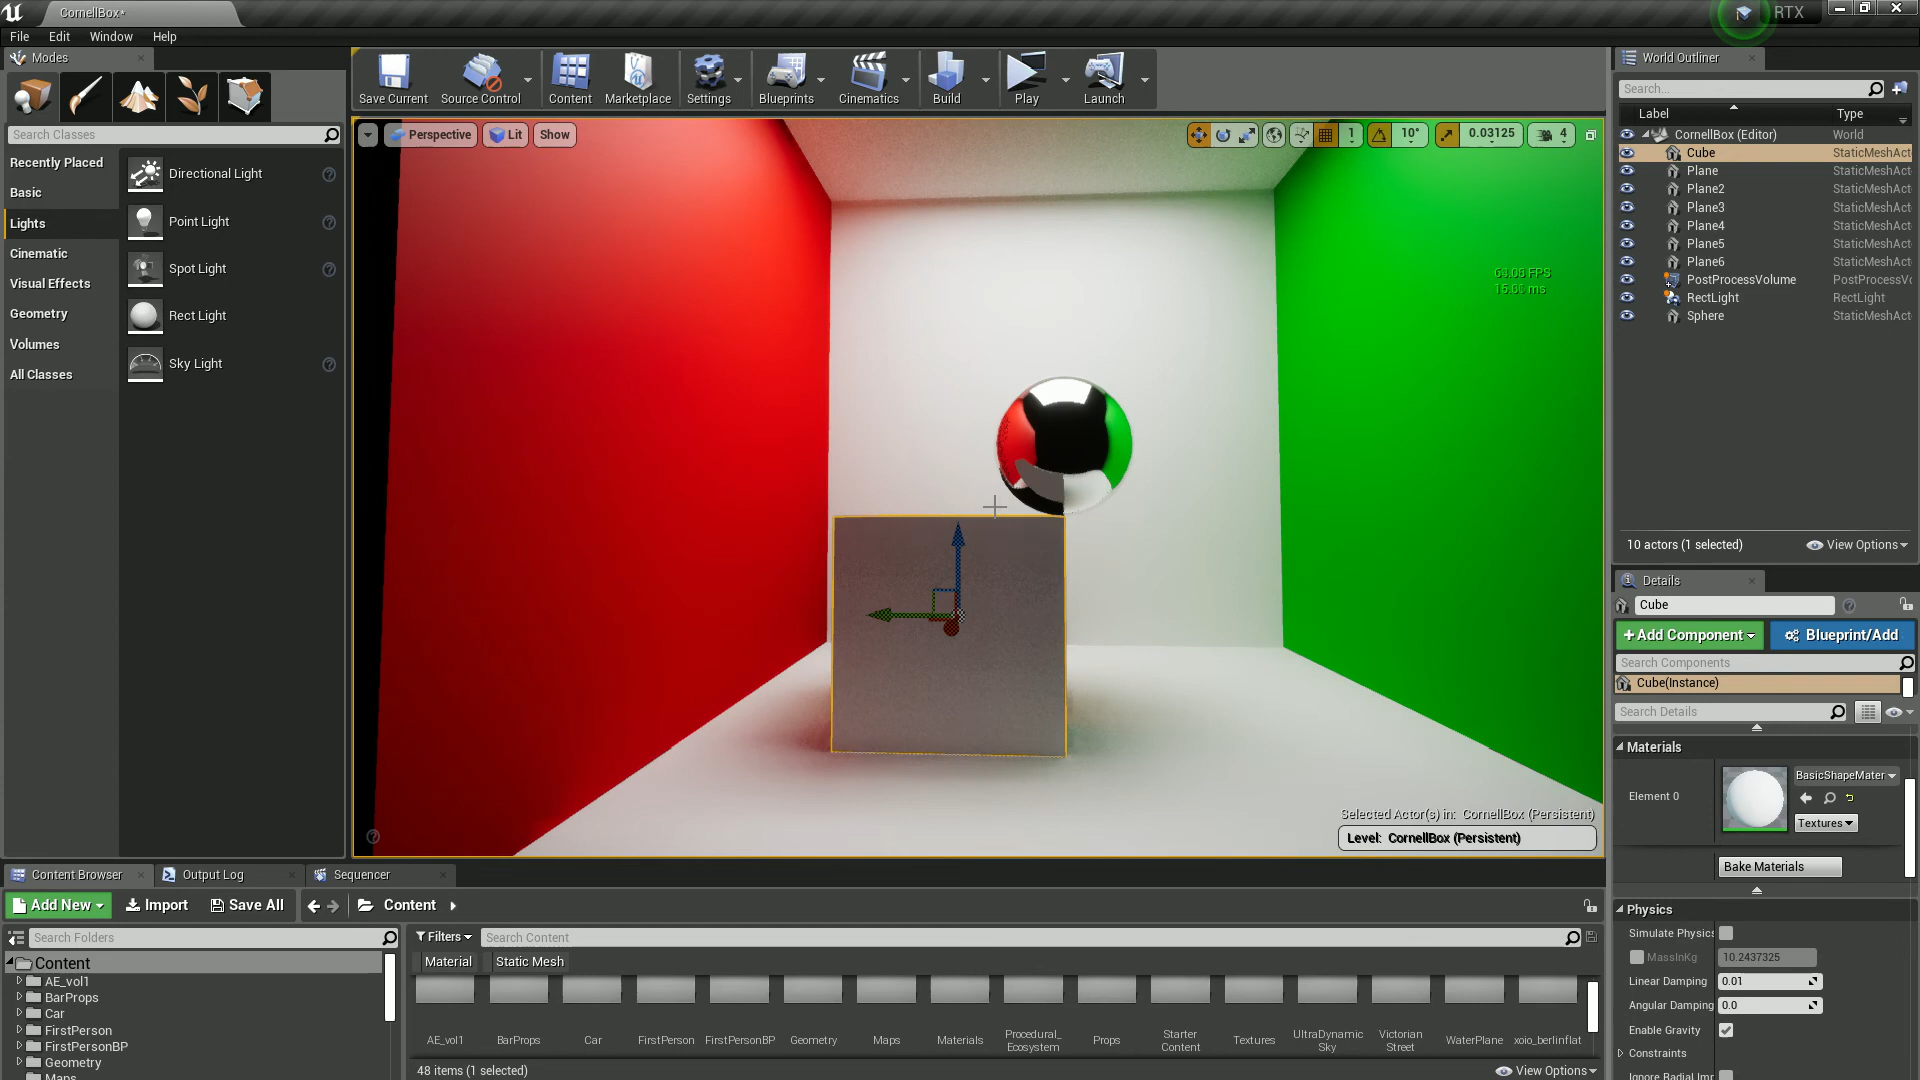 CornellBox*
RTX
File Edit Window Help
Modes
Save Current Source Control Content Marketplace Settings Blueprints Cinematics Build Play Launch
Search Classes
Recently Placed
Basic
Lights
Cinematic
Visual Effects
Geometry
Volumes
All Classes
Directional Light
Point Light
Spot Light
Rect Light
Sky Light
Perspective Lit Show
1 10° 0.03125 4
64.06 FPS
Selected Actor(s) in: CornellBox (Persistent)
Level: CornellBox (Persistent)
World Outliner
Search...
Label Type
CornellBox (Editor) World
Cube StaticMeshAct
Plane StaticMeshAct
Plane2 StaticMeshAct
Plane3 StaticMeshAct
Plane4 StaticMeshAct
Plane5 StaticMeshAct
Plane6 StaticMeshAct
PostProcessVolume PostProcessVo
RectLight RectLight
Sphere StaticMeshAct
10 actors (1 selected) View Options
Details
Cube
+Add Component Blueprint/Add
Search Components
Cube(Instance)
Search Details
Materials
Element 0 BasicShapeMater
Textures
Bake Materials
Physics
Simulate Physics
MassInKg 10.2437325
Linear Damping 0.01
Angular Damping 0.0
Enable Gravity
Constraints
Ignore Radial Imp
Content Browser Output Log Sequencer
Add New Import Save All Content
Search Folders
Content
AE_vol1
BarProps
Car
FirstPerson
FirstPersonBP
Geometry
Maps
Filters Search Content
Material Static Mesh
AE_vol1 BarProps Car FirstPerson FirstPersonBP Geometry Maps Materials Procedural_ Ecosystem Props Starter Content Textures UltraDynamic Sky Victorian Street WaterPlane xoio_berlinflat
48 items (1 selected) View Options